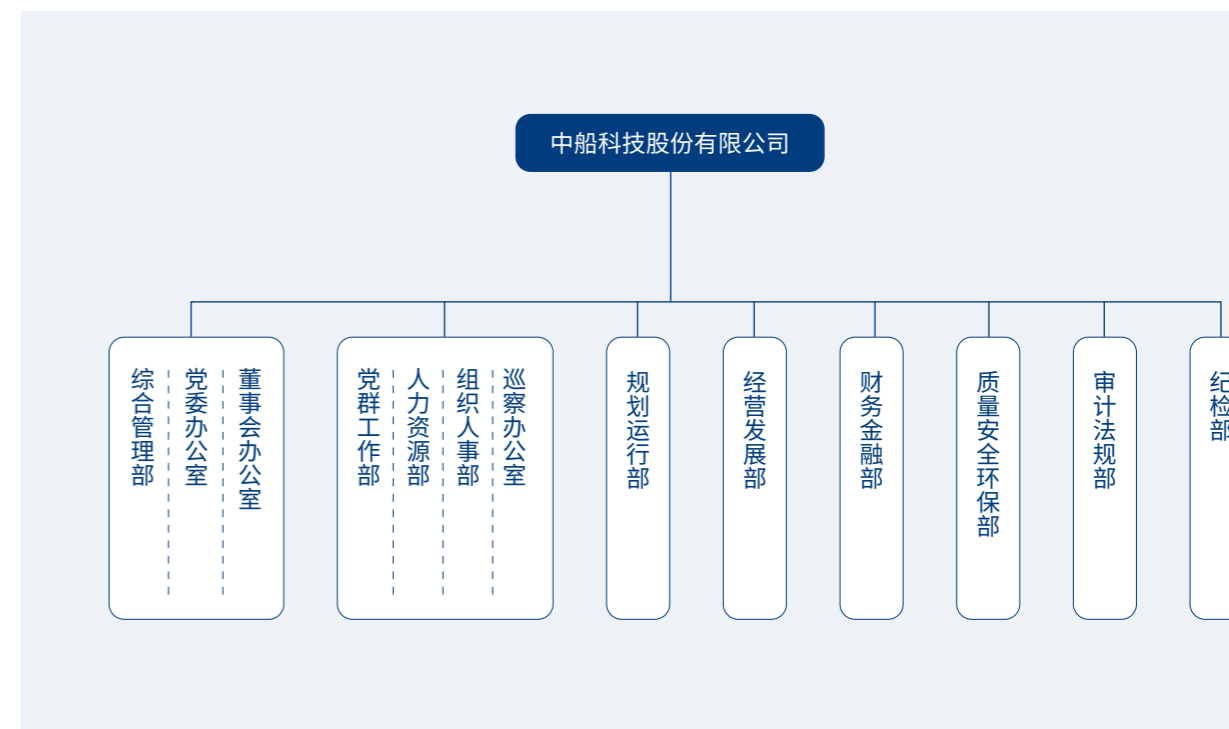 中船科技股份有限公司
综合管理部
党委办公室
董事会办公室
党群工作部
人力资源部
组织人事部
巡察办公室
规划运行部
经营发展部
财务金融部
质量安全环保部
审计法规部
纪检部